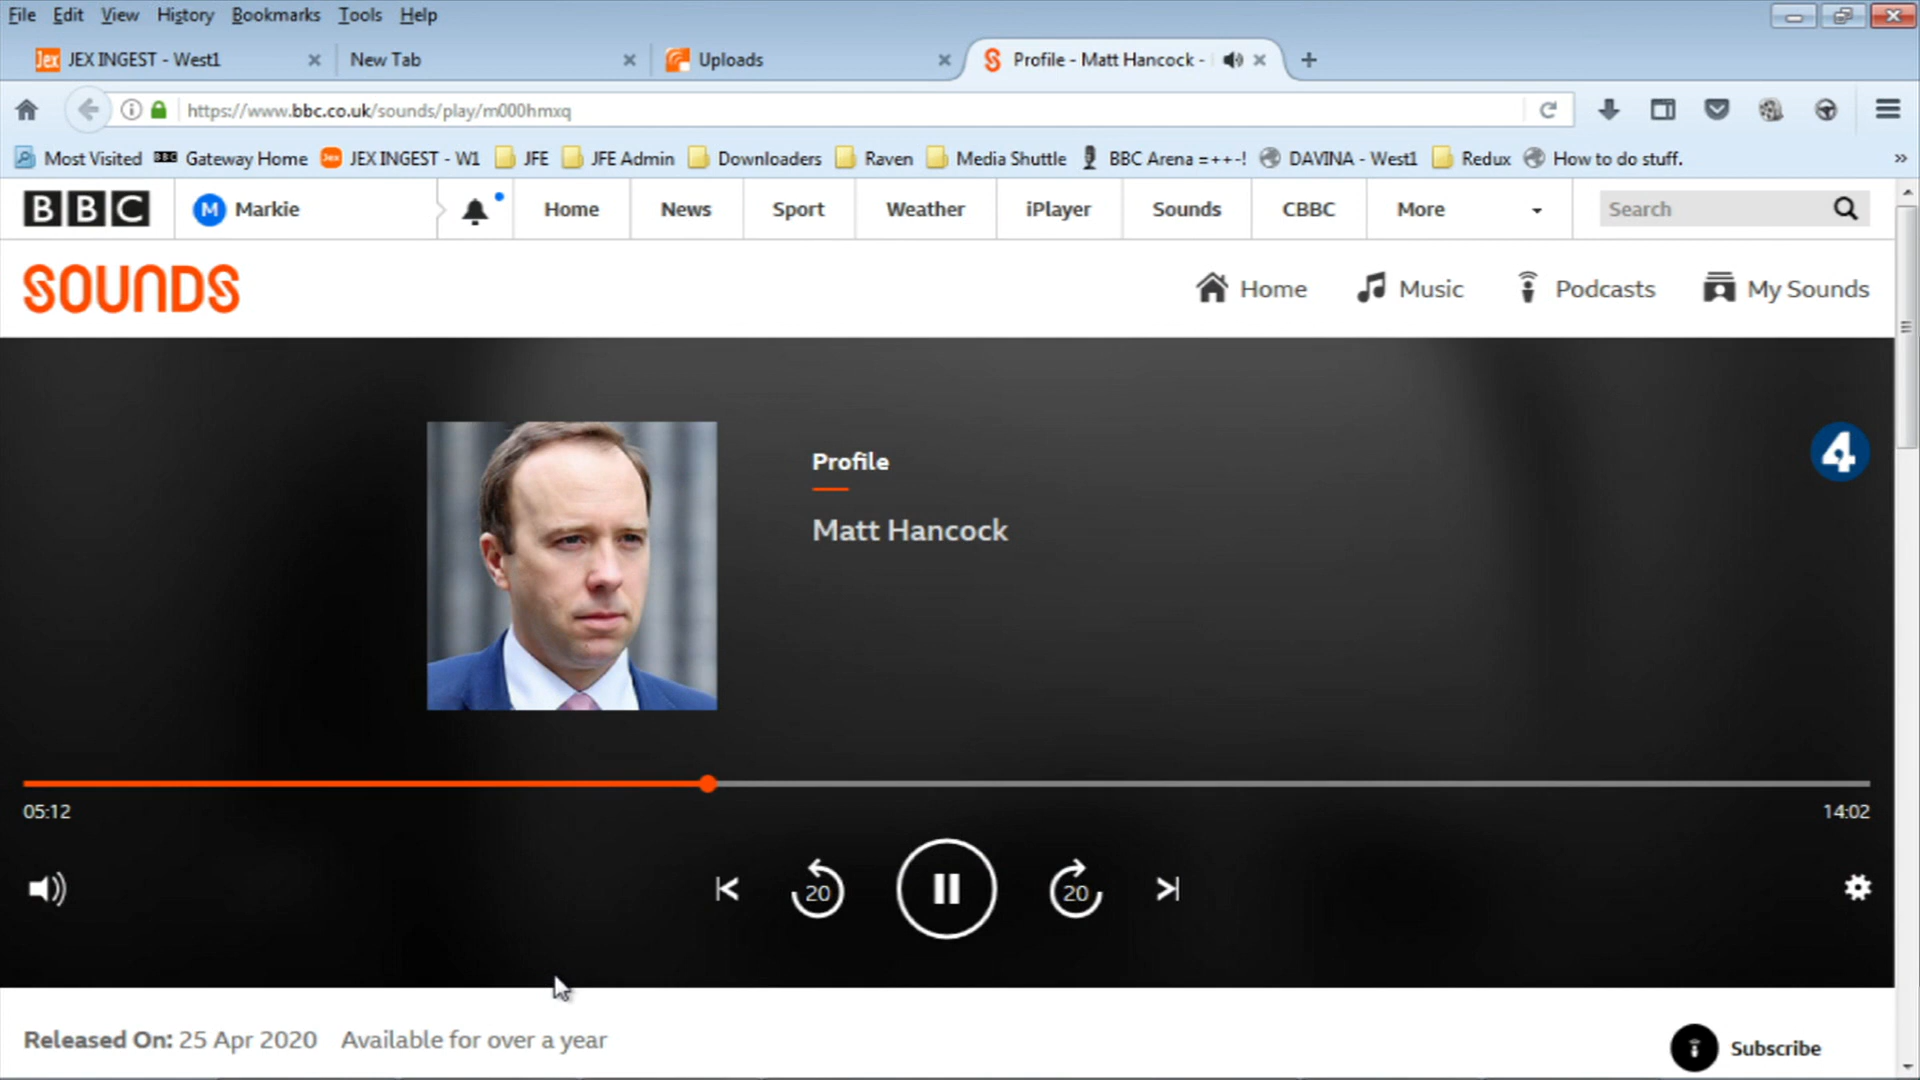 File Edit View History Bookmarks Tools Help
Jex JEX INGEST - West1 New Tab Uploads Profile - Matt Hancock -
https://www.bbc.co.uk/sounds/play/m000hmxq
Most Visited BBC Gateway Home Jex JEX INGEST - W1 JFE JFE Admin Downloaders Raven Media Shuttle BBC Arena =++-! DAVINA - West1 Redux How to do stuff. »
BBC M Markie Home News Sport Weather iPlayer Sounds CBBC More Search
SOUNDS Home Music Podcasts My Sounds
Profile
4
Matt Hancock
05:12 14:02
20 20
Released On: 25 Apr 2020 Available for over a year
Subscribe